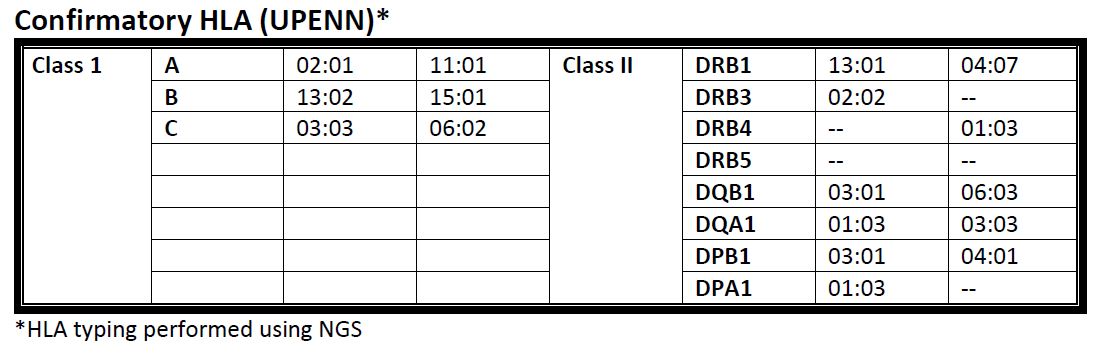 Confirmatory HLA (UPENN)*
Class 1 A 02:01 11:01 Class II DRB1 13:01 04:07
B 13:02 15:01 DRB3 02:02 --
C 03:03 06:02 DRB4 -- 01:03
DRB5 -- --
DQB1 03:01 06:03
DQA1 01:03 03:03
DPB1 03:01 04:01
DPA1 01:03 --
*HLA typing performed using NGS